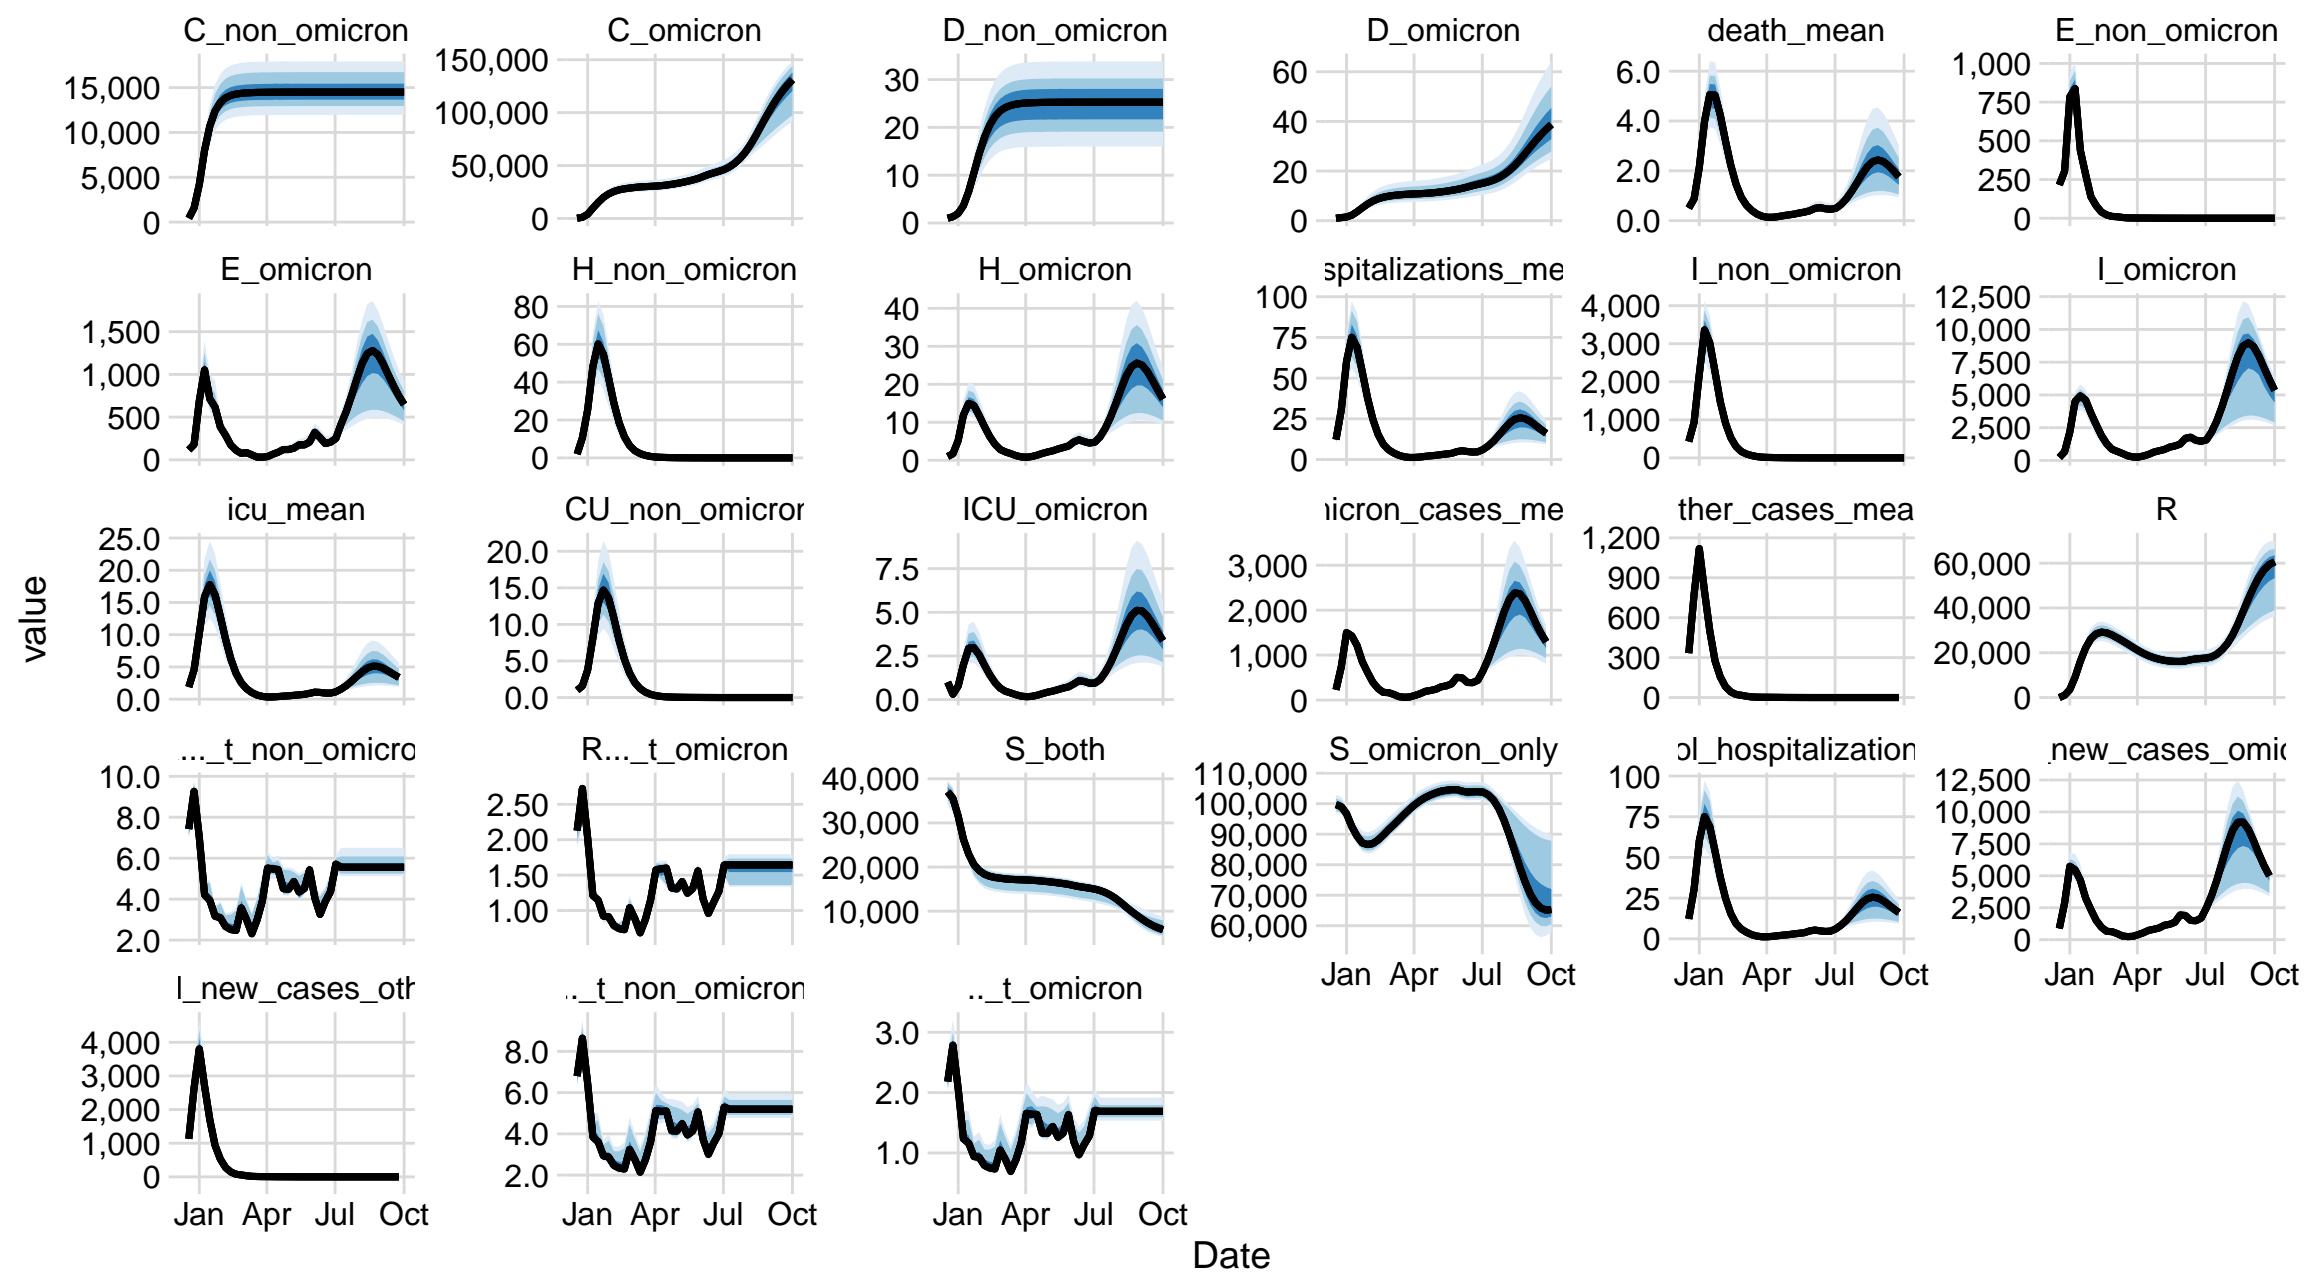 C_non_omicron C_omicron D_non_omicron D_omicron death_mean E_non_omicron
15,000 10,000 5,000 0
150,000 100,000 50,000 0
30 20 10 0
60 40 20 0
6.0 4.0 2.0 0.0
1,000 750 500 250 0
E_omicron H_non_omicron H_omicron spitalizations_me I_non_omicron I_omicron
1,500 1,000 500 0
80 60 40 20 0
40 30 20 10 0
100 75 50 25 0
4,000 3,000 2,000 1,000 0
12,500 10,000 7,500 5,000 2,500 0
icu_mean CU_non_omicror ICU_omicron nicron_cases_me ther_cases_mea R
25.0 20.0 15.0 10.0 5.0 0.0
20.0 15.0 10.0 5.0 0.0
7.5 5.0 2.5 0.0
3,000 2,000 1,000 0
1,200 900 600 300 0
60,000 40,000 20,000 0
..._t_non_omicro R..._t_omicron S_both S_omicron_only ol_hospitalization _new_cases_omic
10.0 8.0 6.0 4.0 2.0
2.50 2.00 1.50 1.00
40,000 30,000 20,000 10,000
110,000 100,000 90,000 80,000 70,000 60,000
100 75 50 25 0
12,500 10,000 7,500 5,000 2,500 0
Jan Apr Jul Oct
Jan Apr Jul Oct
Jan Apr Jul Oct
l_new_cases_oth .._t_non_omicron .._t_omicron
4,000 3,000 2,000 1,000 0
8.0 6.0 4.0 2.0
3.0 2.0 1.0
Jan Apr Jul Oct
Jan Apr Jul Oct
Jan Apr Jul Oct
value
Date